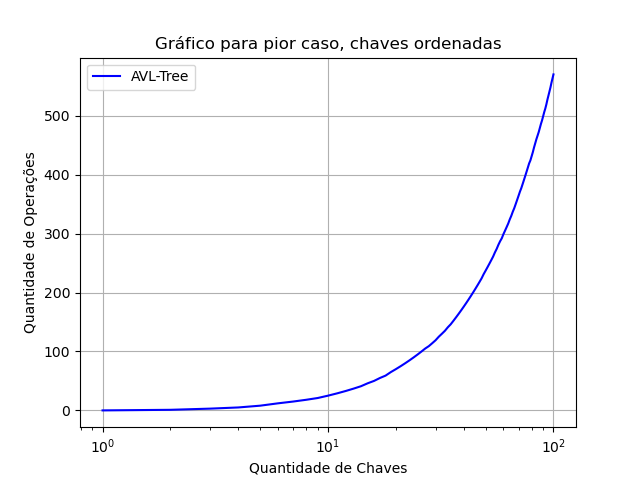 Gráfico para pior caso, chaves ordenadas
AVL-Tree
Quantidade de Operações
500
400
300
200
100
0
10⁰
10¹
10²
Quantidade de Chaves